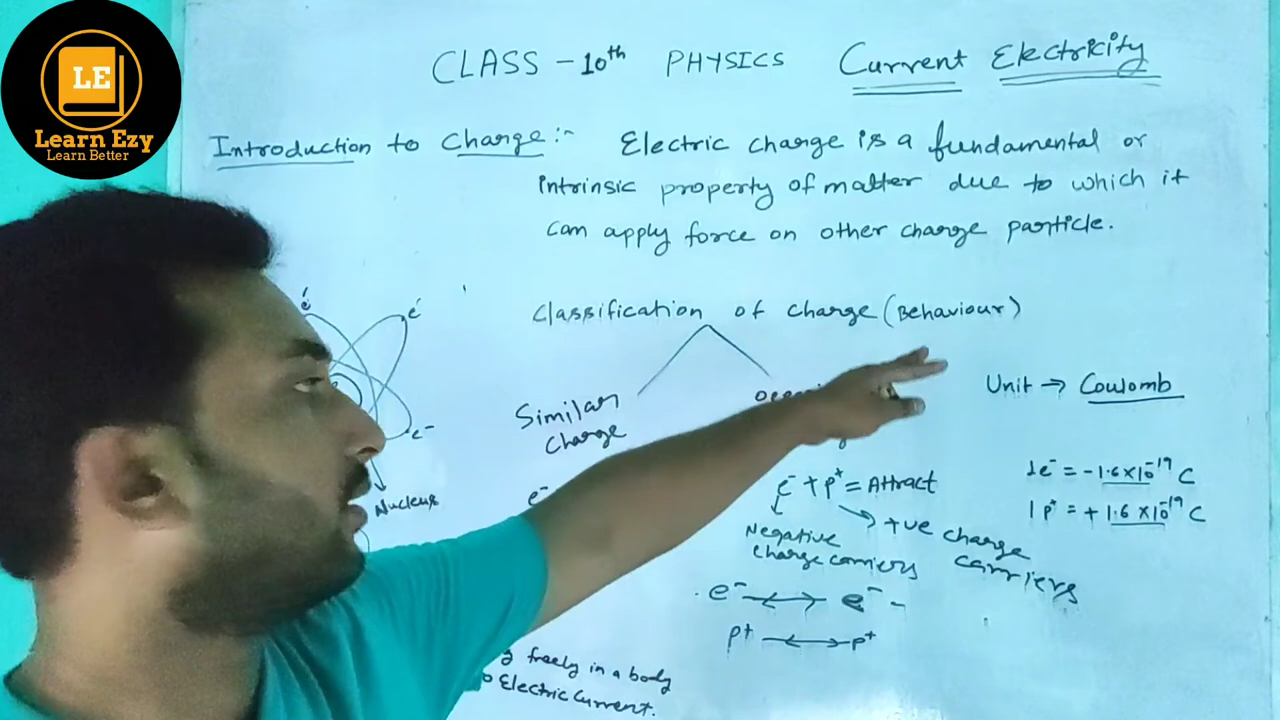 LE
Learn Ezy
Learn Better
CLASS - 10th PHYSICS Current Electricity
Introduction to Charge :- Electric charge is a fundamental or
intrinsic property of matter due to which it
can apply force on other charge particle.
Classification of charge (Behaviour)
Similar
charge
Unit → Coulomb
e⁻
e⁻
e⁻
Nucleus
e⁻
e⁻ + p⁺ = Attract
Negative
charge carriers
+ve charge
carriers
1e⁻ = -1.6×10⁻¹⁹ C
1 p⁺ = +1.6 ×10⁻¹⁹ C
e⁻ ↔ e⁻
p⁺ ↔ p⁺
freely in a body
Electric Current.